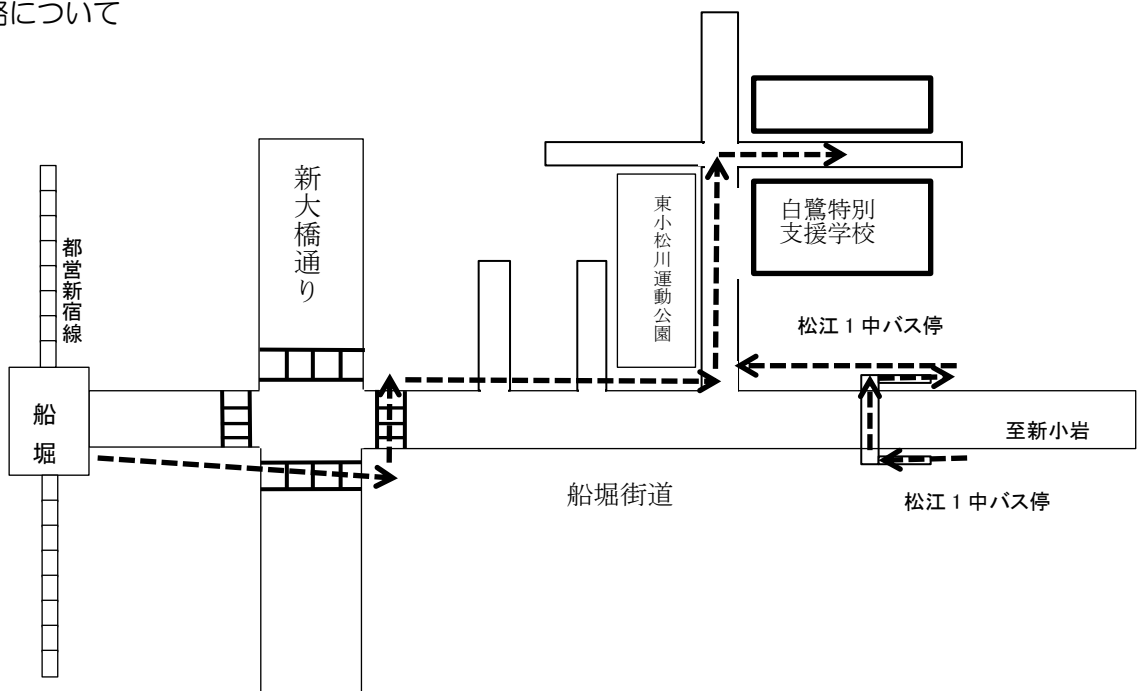 路について
都営新宿線
新大橋通り
東小松川運動公園
白鷺特別
支援学校
松江1中バス停
船堀
至新小岩
船堀街道
松江1中バス停